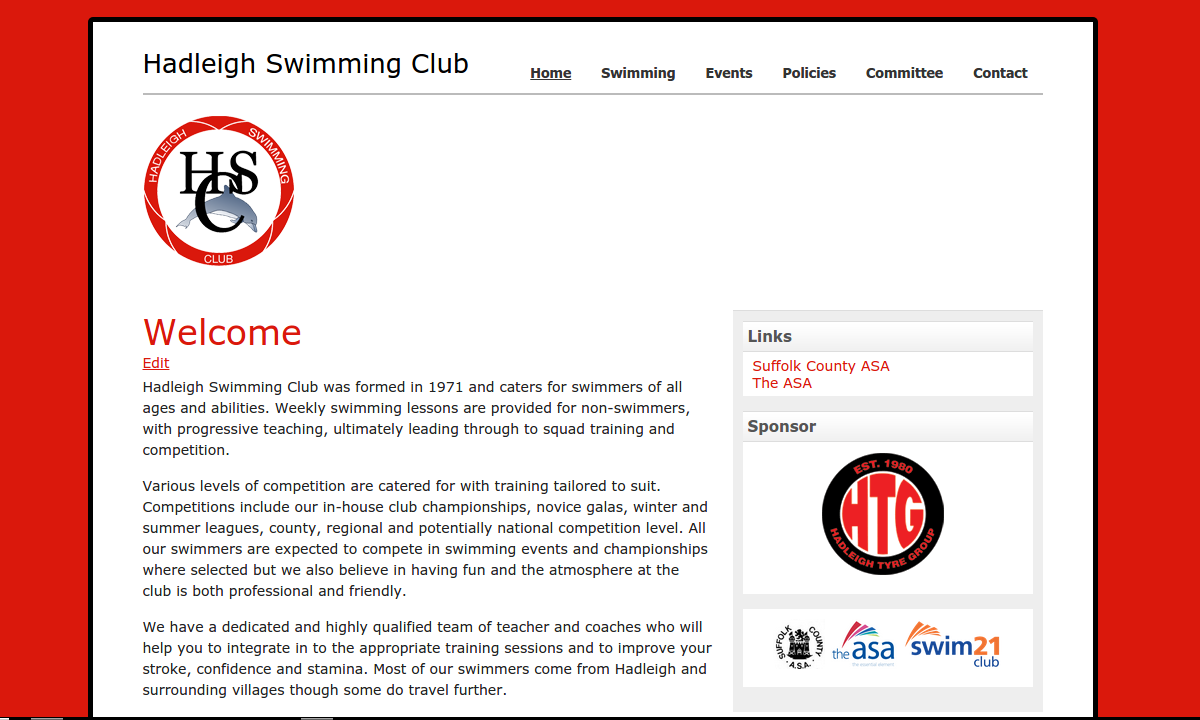 Hadleigh Swimming Club
Home Swimming Events Policies Committee Contact
HADLEIGH SWIMMING
HSC
CLUB
Welcome
Edit
Hadleigh Swimming Club was formed in 1971 and caters for swimmers of all
ages and abilities. Weekly swimming lessons are provided for non-swimmers,
with progressive teaching, ultimately leading through to squad training and
competition.
Various levels of competition are catered for with training tailored to suit.
Competitions include our in-house club championships, novice galas, winter and
summer leagues, county, regional and potentially national competition level. All
our swimmers are expected to compete in swimming events and championships
where selected but we also believe in having fun and the atmosphere at the
club is both professional and friendly.
We have a dedicated and highly qualified team of teacher and coaches who will
help you to integrate in to the appropriate training sessions and to improve your
stroke, confidence and stamina. Most of our swimmers come from Hadleigh and
surrounding villages though some do travel further.
Links
Suffolk County ASA
The ASA
Sponsor
EST. 1980
HTG
HADLEIGH TYRE GROUP
SUFFOLK COUNTY
A.S.A.
the asa
the essential element
swim21
club